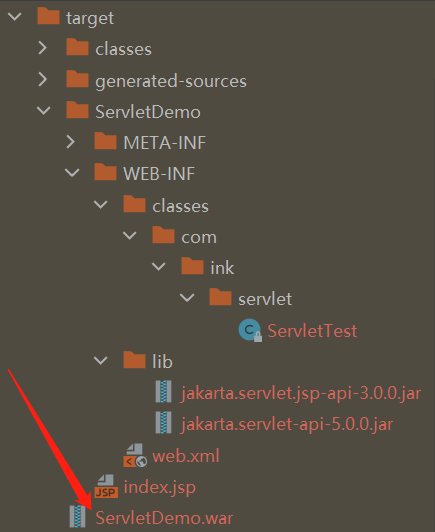 target
classes
generated-sources
ServletDemo
META-INF
WEB-INF
classes
com
ink
servlet
C ServletTest
lib
jakarta.servlet.jsp-api-3.0.0.jar
jakarta.servlet-api-5.0.0.jar
web.xml
JSP index.jsp
ServletDemo.war